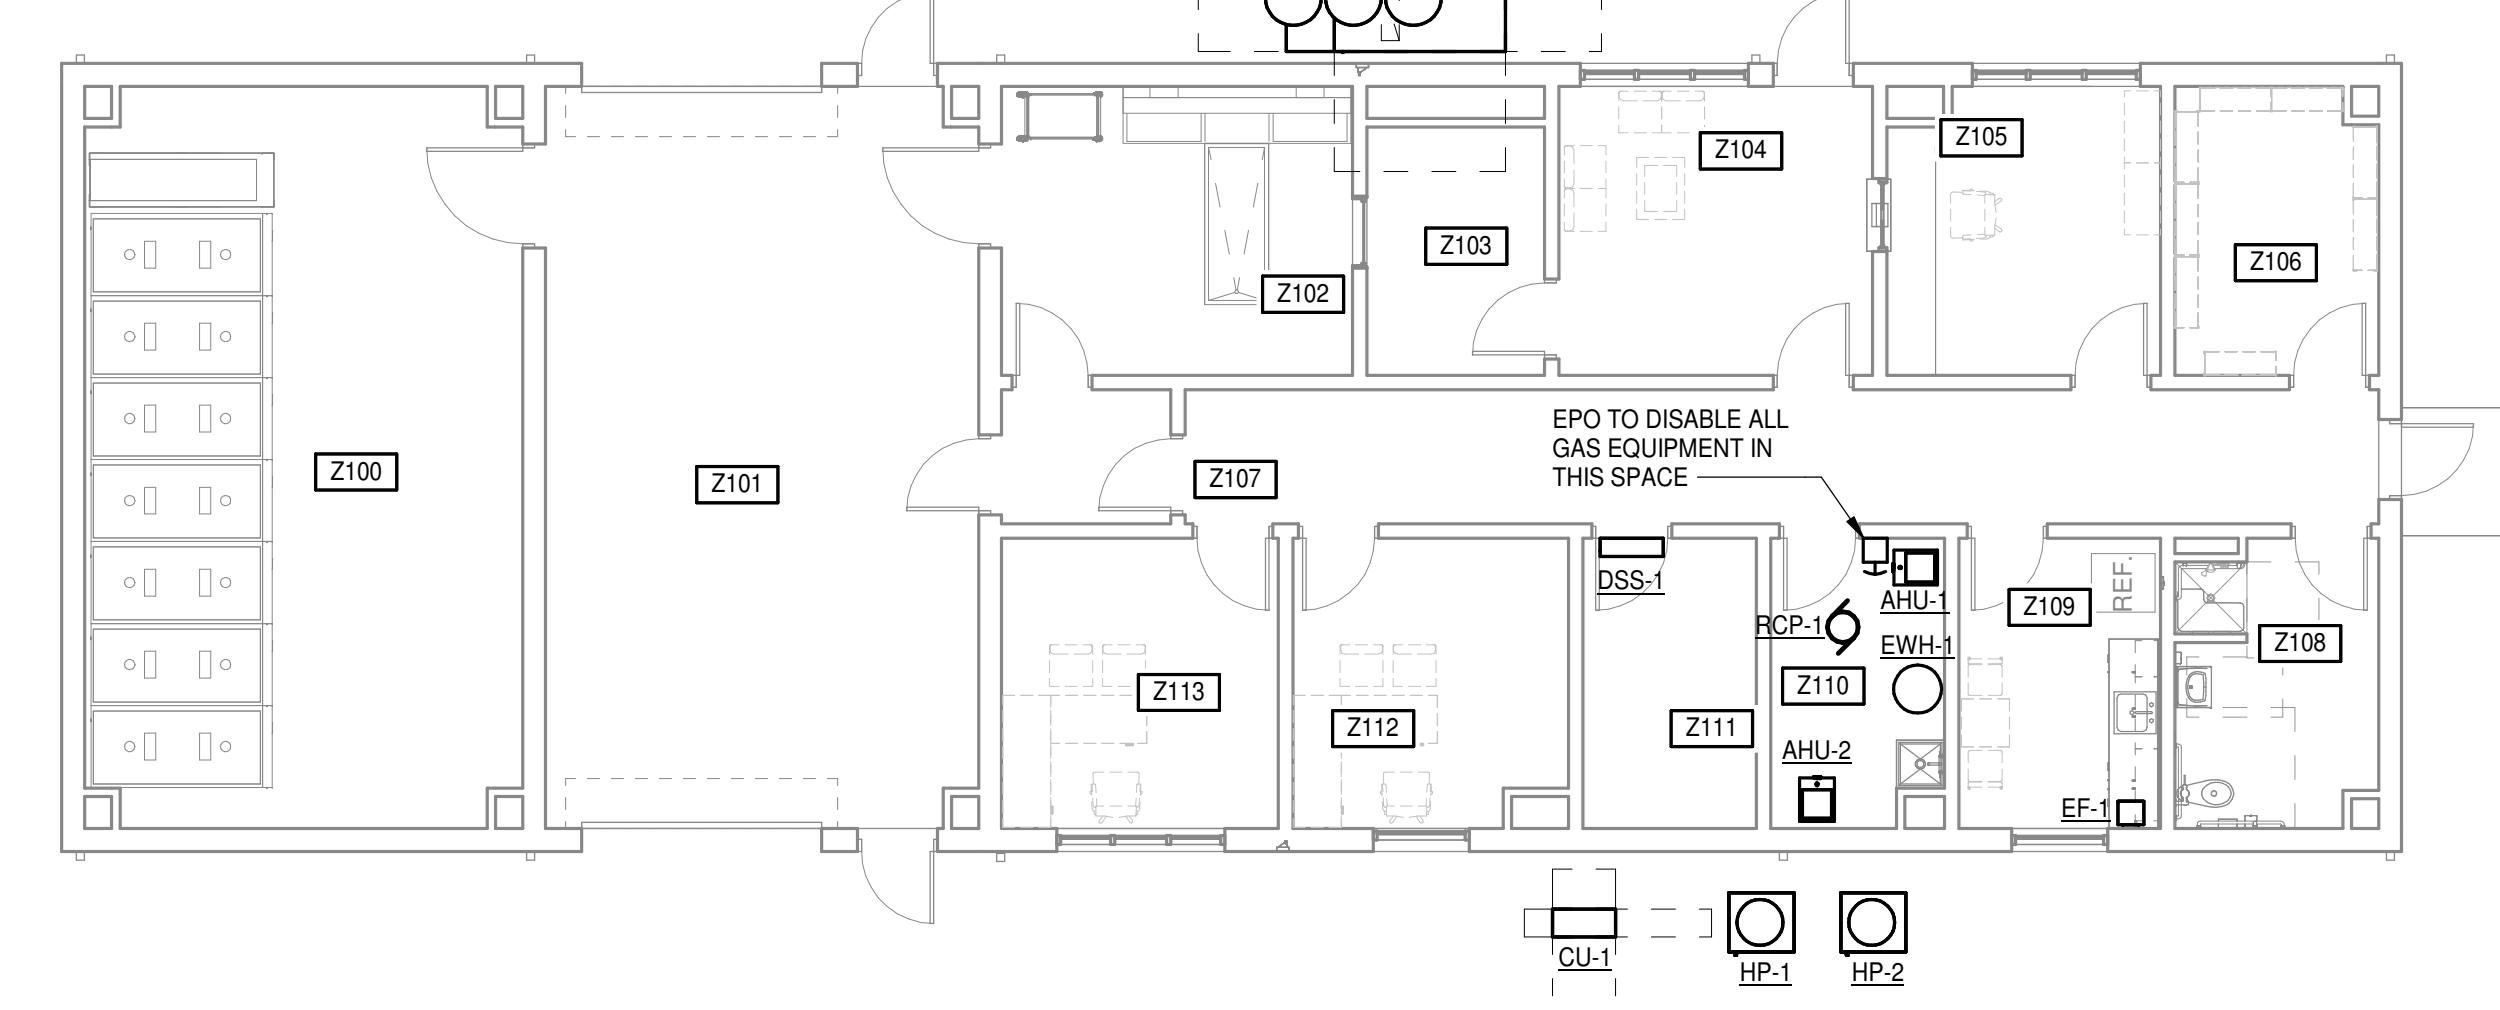 Z104
Z105
Z103
Z106
Z102
EPO TO DISABLE ALL
GAS EQUIPMENT IN
THIS SPACE
Z100
Z101
Z107
DSS-1
AHU-1
REF.
Z109
RCP-1
EWH-1
Z108
Z113
Z110
Z112
Z111
AHU-2
EF-1
CU-1
HP-1
HP-2